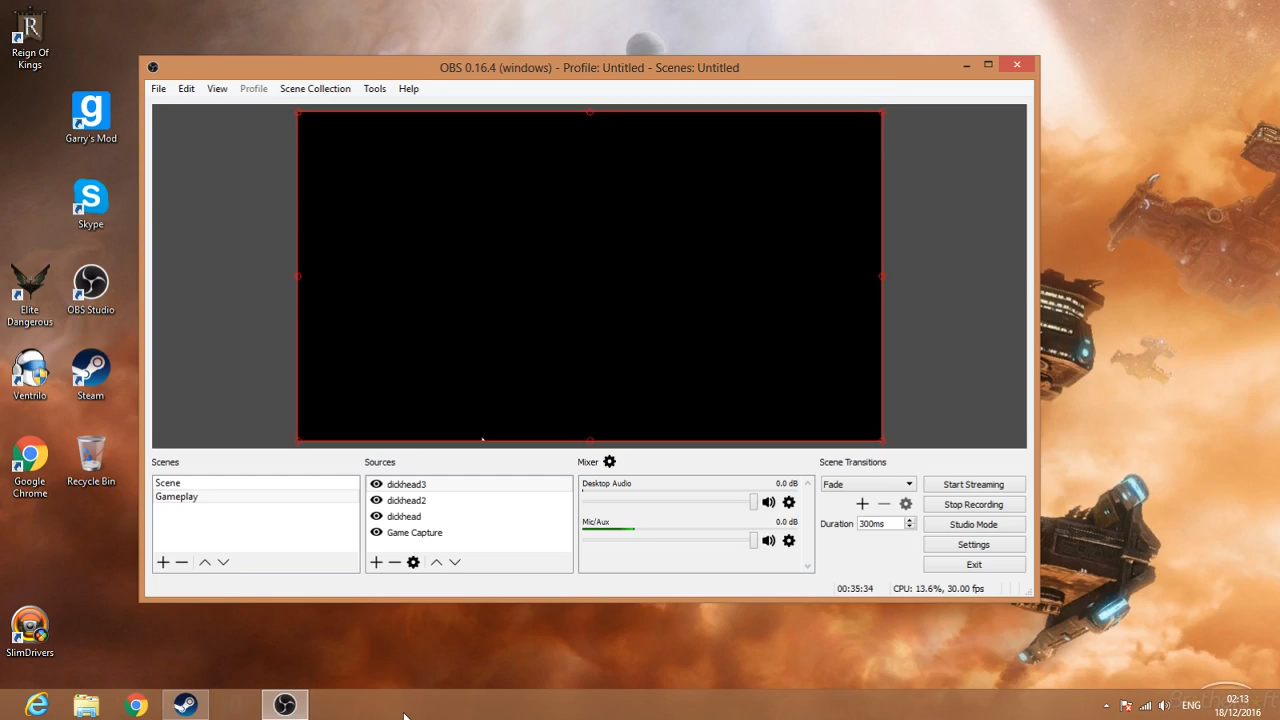 Reign Of
Kings
Garry's Mod
Skype
Elite
Dangerous
OBS Studio
Ventrilo
Steam
Google
Chrome
Recycle Bin
SlimDrivers
OBS 0.16.4 (windows) - Profile: Untitled - Scenes: Untitled
File Edit View Profile Scene Collection Tools Help
Scenes
Scene
Gameplay
Sources
dickhead3
dickhead2
dickhead
Game Capture
Mixer
Desktop Audio 0.0 dB
Mic/Aux 0.0 dB
Scene Transitions
Fade
Duration 300ms
Start Streaming
Stop Recording
Studio Mode
Settings
Exit
00:35:34 CPU: 13.6%, 30.00 fps
ENG
02:13
18/12/2016